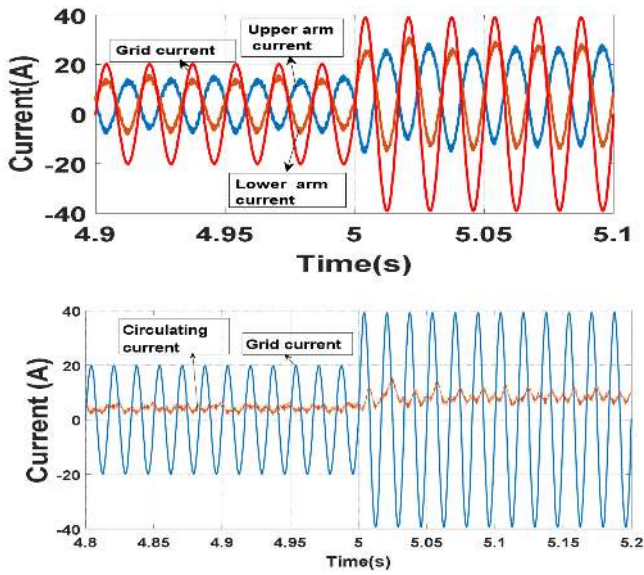 40
20
0
-20
-40
Current(A)
Grid current
Upper arm
current
Lower arm
current
4.9
4.95
5
5.05
5.1
Time(s)
40
20
0
-20
-40
Current (A)
Circulating
current
Grid current
4.8
4.85
4.9
4.95
5
5.05
5.1
5.15
5.2
Time(s)